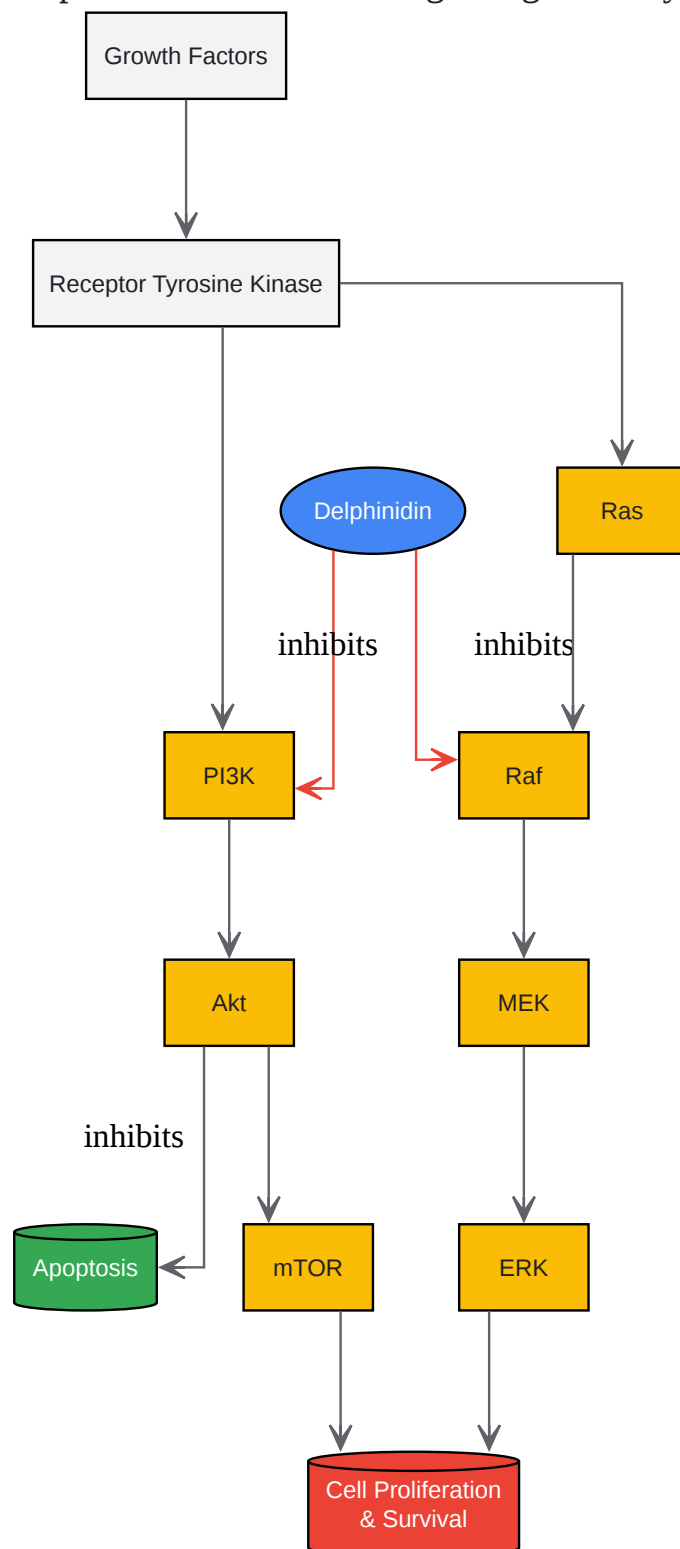 Growth Factors
Receptor Tyrosine Kinase
Delphinidin
Ras
inhibits
inhibits
PI3K
Raf
Akt
MEK
inhibits
Apoptosis
mTOR
ERK
Cell Proliferation
& Survival